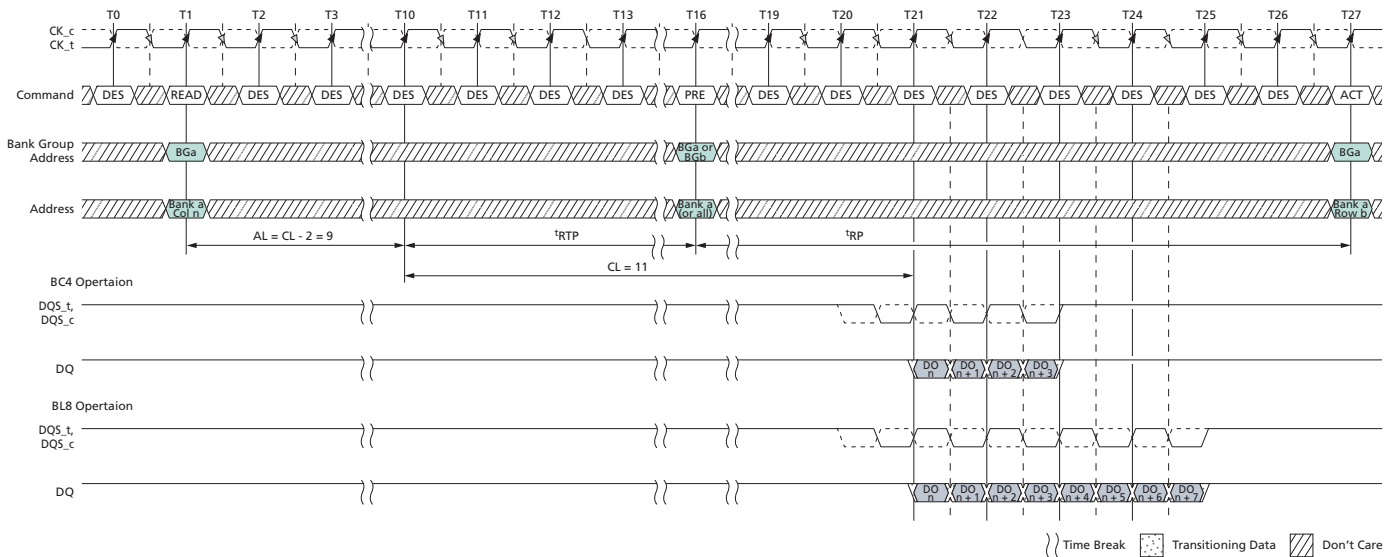 T0 T1 T2 T3 T10 T11 T12 T13 T16 T19 T20 T21 T22 T23 T24 T25 T26 T27
CK_c
CK_t
Command DES READ DES DES DES DES DES DES PRE DES DES DES DES DES DES DES DES ACT
Bank Group
Address
BGa
BGa or
BGb
BGa
Address
Bank a
Col n
Bank a
(or all)
Bank a
Row b
AL = CL - 2 = 9
tRTP
tRP
CL = 11
BC4 Opertaion
DQS_t,
DQS_c
DQ
DO
n
DO
n + 1
DO
n + 2
DO
n + 3
BL8 Opertaion
DQS_t,
DQS_c
DQ
DO
n
DO
n + 1
DO
n + 2
DO
n + 3
DO
n + 4
DO
n + 5
DO
n + 6
DO
n + 7
Time Break Transitioning Data Don't Care